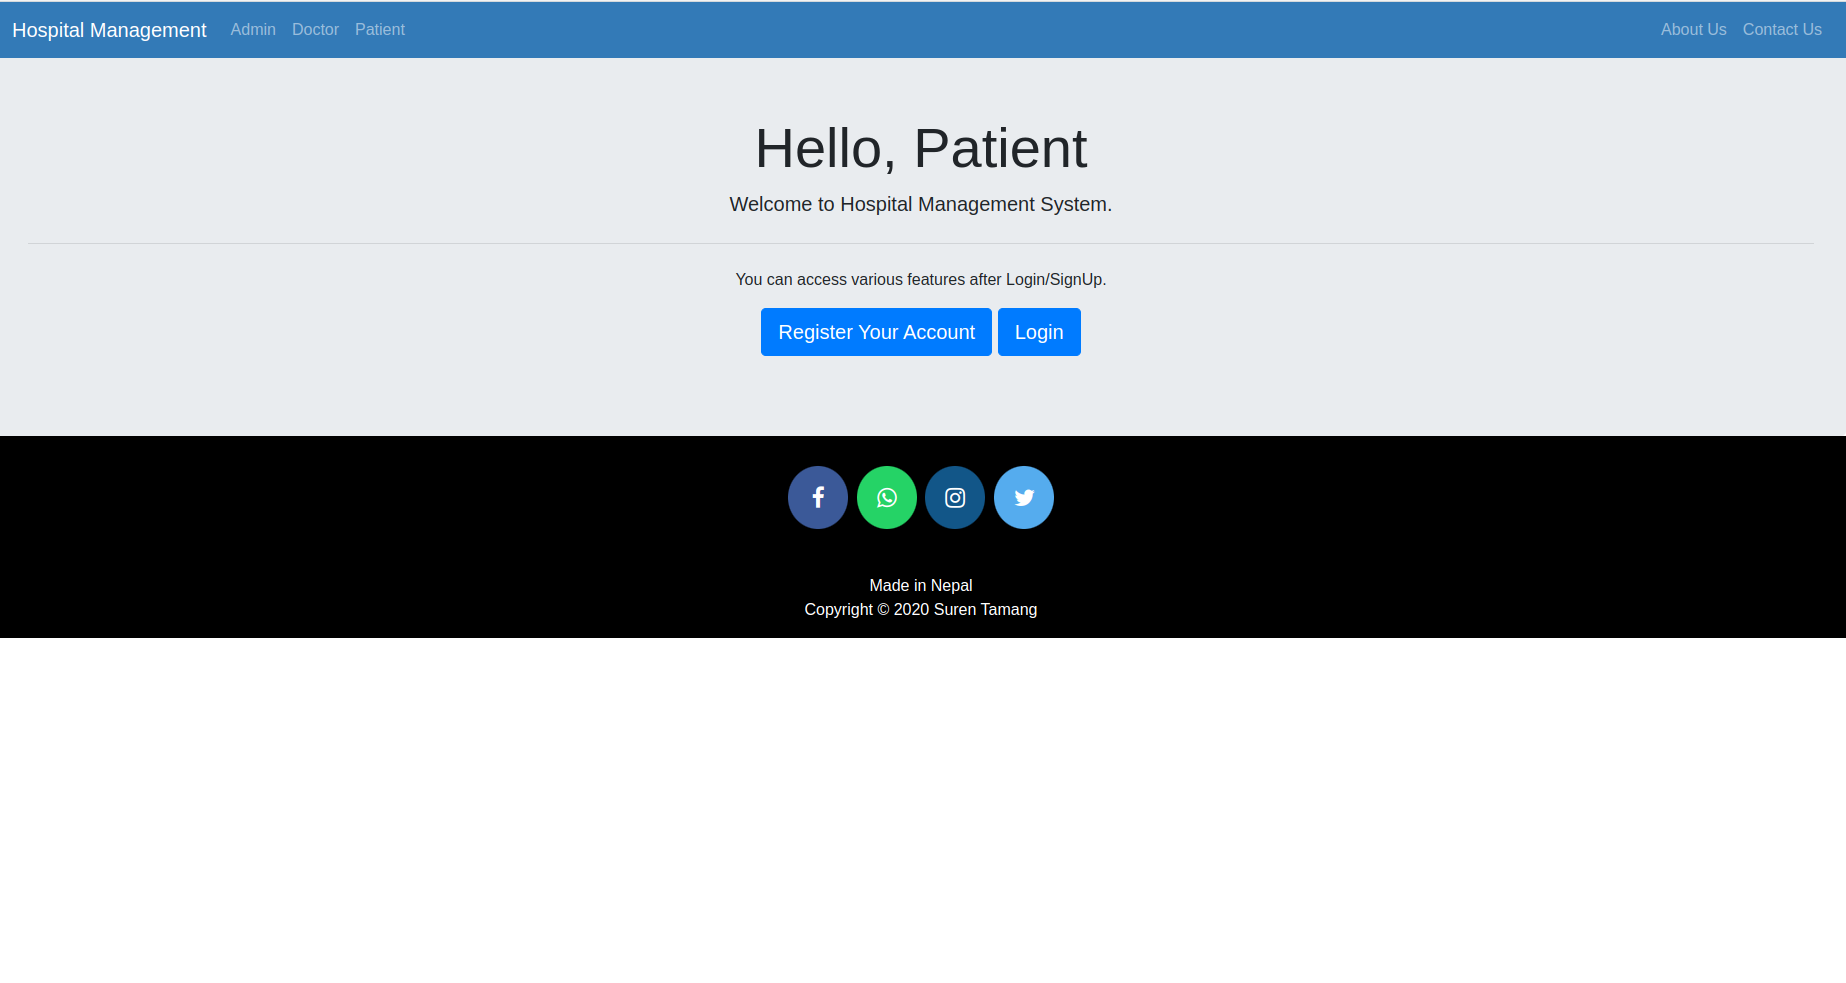 Hospital Management Admin Doctor Patient About Us Contact Us
Hello, Patient
Welcome to Hospital Management System.
You can access various features after Login/SignUp.
Register Your Account Login
Made in Nepal
Copyright © 2020 Suren Tamang